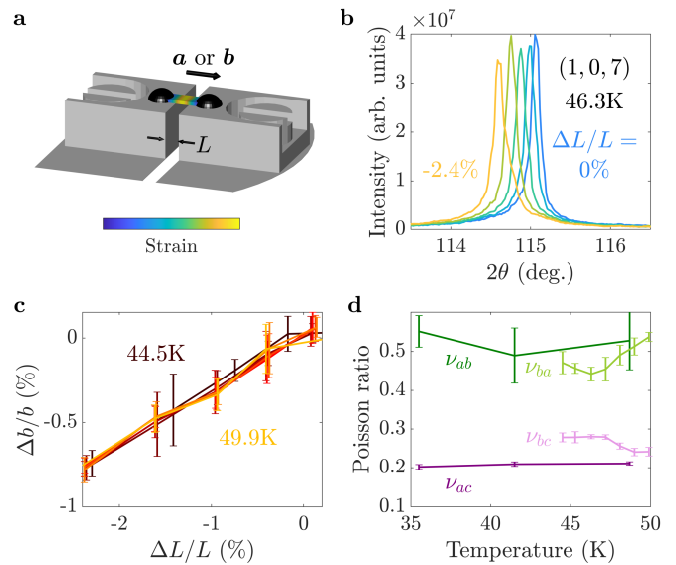 a
a or b
L
Strain
b
×10⁷
Intensity (arb. units)
4
3
2
1
0
(1, 0, 7)
46.3K
ΔL/L =
0%
-2.4%
114
115
116
2θ (deg.)
c
Δb/b (%)
0
-0.5
-1
44.5K
49.9K
-2
-1
0
ΔL/L (%)
d
Poisson ratio
0.5
0.4
0.3
0.2
0.1
ν_ab
ν_ba
ν_bc
ν_ac
35
40
45
50
Temperature (K)